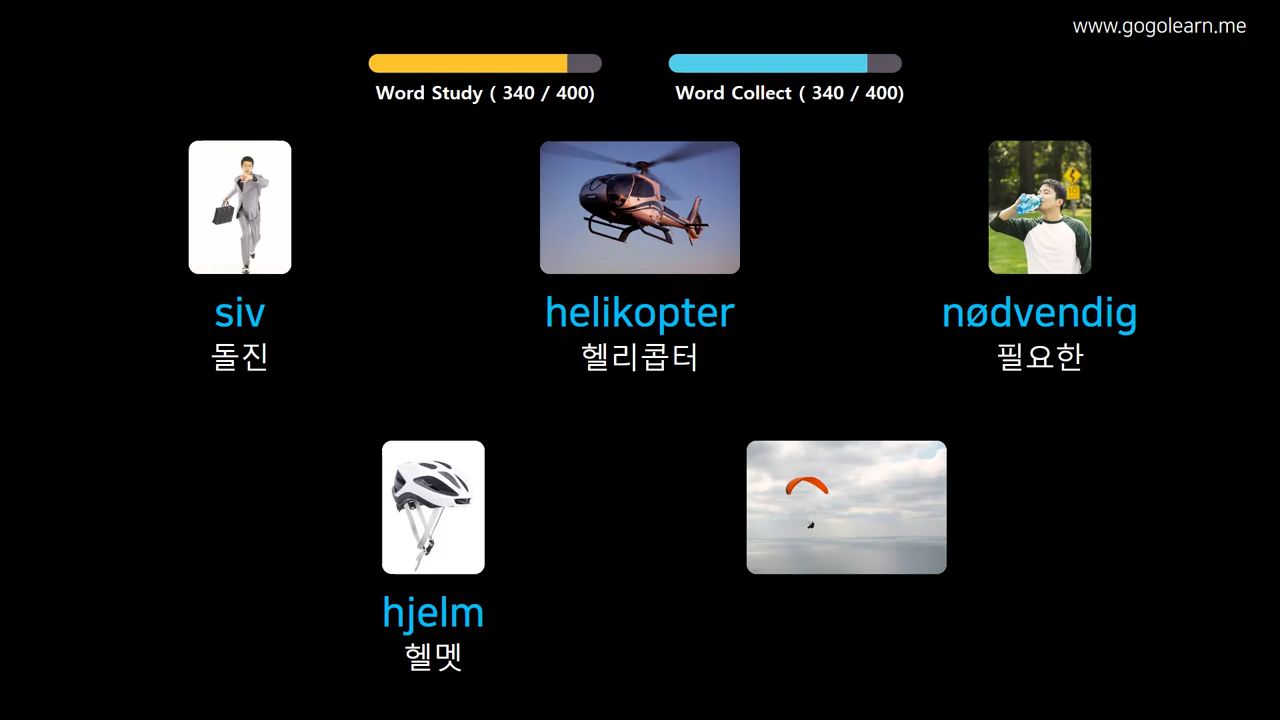 www.gogolearn.me
Word Study ( 340 / 400)
Word Collect ( 340 / 400)
siv
돌진
helikopter
헬리콥터
nødvendig
필요한
hjelm
헬멧